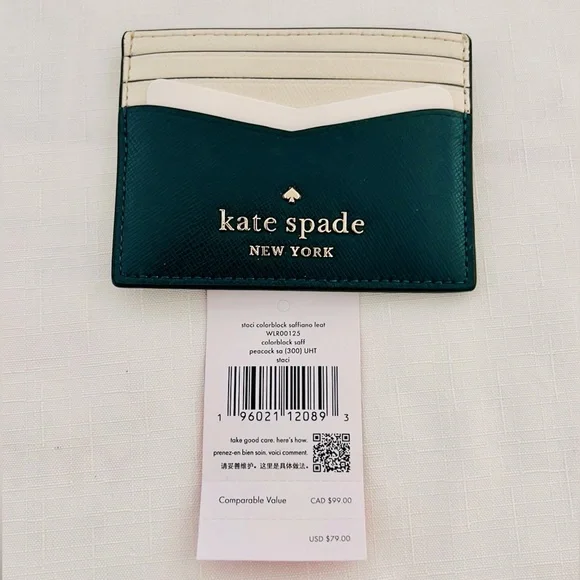 kate spade
NEW YORK
staci colorblock saffiano leat
WLR00125
colorblock saff
peacock sa (300) UHT
staci
1 96021 12089 3
take good care. here's how.
prenez-en bien soin. voici comment.
请妥善维护。这里是具体做法。
Comparable Value CAD $99.00
USD $79.00